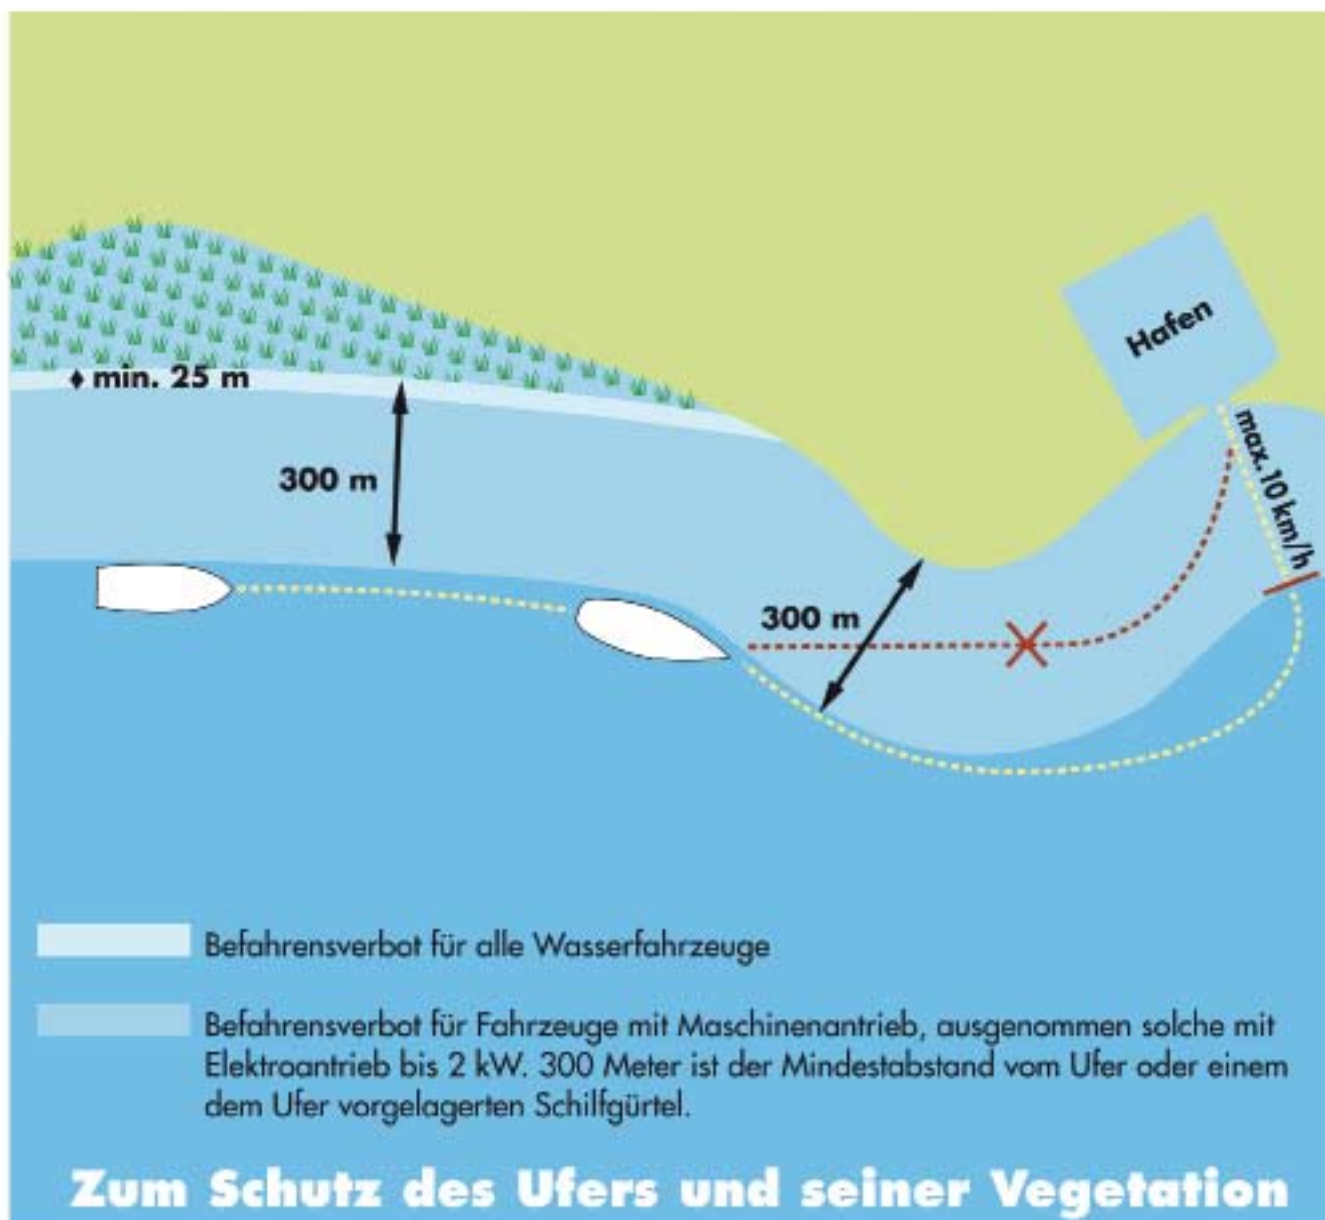 Hafen
min. 25 m
max. 10 km/h
300 m
300 m
Befahrensverbot für alle Wasserfahrzeuge
Befahrensverbot für Fahrzeuge mit Maschinenantrieb, ausgenommen solche mit
Elektroantrieb bis 2 kW. 300 Meter ist der Mindestabstand vom Ufer oder einem
dem Ufer vorgelagerten Schilfgürtel.
Zum Schutz des Ufers und seiner Vegetation